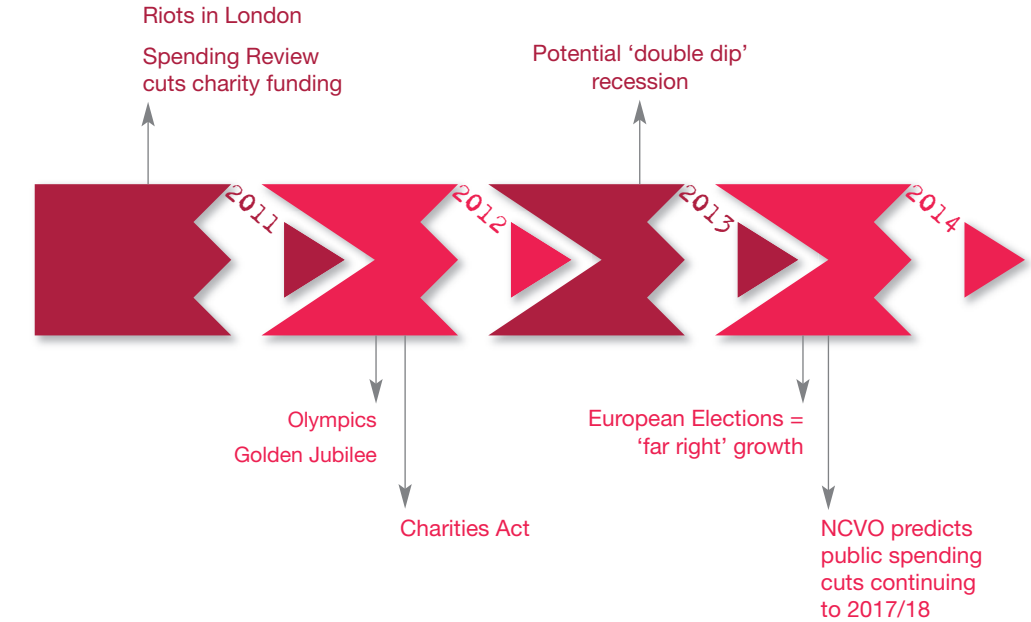 Riots in London
Spending Review
cuts charity funding
Potential ‘double dip’
recession
2011
2012
2013
2014
Olympics
Golden Jubilee
Charities Act
European Elections =
‘far right’ growth
NCVO predicts
public spending
cuts continuing
to 2017/18